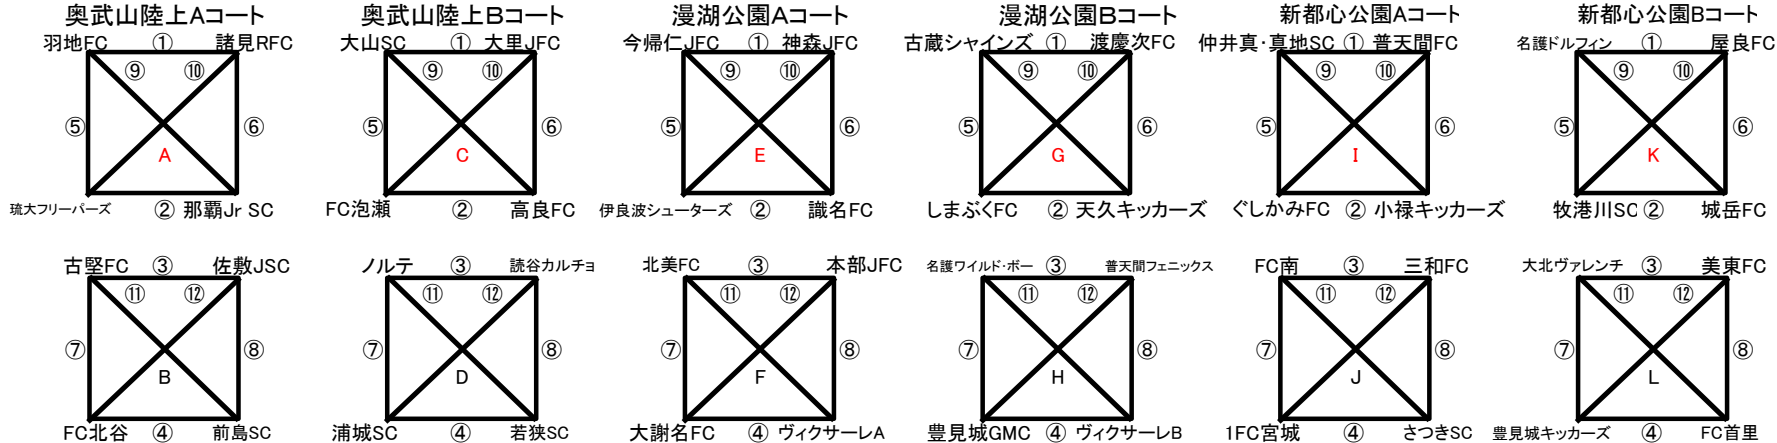 奥武山陸上Aコート 奥武山陸上Bコート 漫湖公園Aコート 漫湖公園Bコート 新都心公園Aコート 新都心公園Bコート
羽地FC ① 諸見RFC 大山SC ① 大里JFC 今帰仁JFC ① 神森JFC 古蔵シャインズ ① 渡慶次FC 仲井真・真地SC ① 普天間FC 名護ドルフィン ① 屋良FC
⑨ ⑩ ⑨ ⑩ ⑨ ⑩ ⑨ ⑩ ⑨ ⑩ ⑨ ⑩
⑤ ⑥ ⑤ ⑥ ⑤ ⑥ ⑤ ⑥ ⑤ ⑥ ⑤ ⑥
A C E G I K
琉大フリーパーズ ② 那覇Jr SC FC泡瀬 ② 高良FC 伊良波シューターズ ② 識名FC しまぶくFC ② 天久キッカーズ ぐしかみFC ② 小禄キッカーズ 牧港川SC ② 城岳FC
古堅FC ③ 佐敷JSC ノルテ ③ 読谷カルチョ 北美FC ③ 本部JFC 名護ワイルド・ボー ③ 普天間フェニックス FC南 ③ 三和FC 大北ヴァレンチ ③ 美東FC
⑪ ⑫ ⑪ ⑫ ⑪ ⑫ ⑪ ⑫ ⑪ ⑫ ⑪ ⑫
⑦ ⑧ ⑦ ⑧ ⑦ ⑧ ⑦ ⑧ ⑦ ⑧ ⑦ ⑧
B D F H J L
FC北谷 ④ 前島SC 浦城SC ④ 若狭SC 大謝名FC ④ ヴィクサーレA 豊見城GMC ④ ヴィクサーレB 1FC宮城 ④ さつきSC 豊見城キッカーズ ④ FC首里